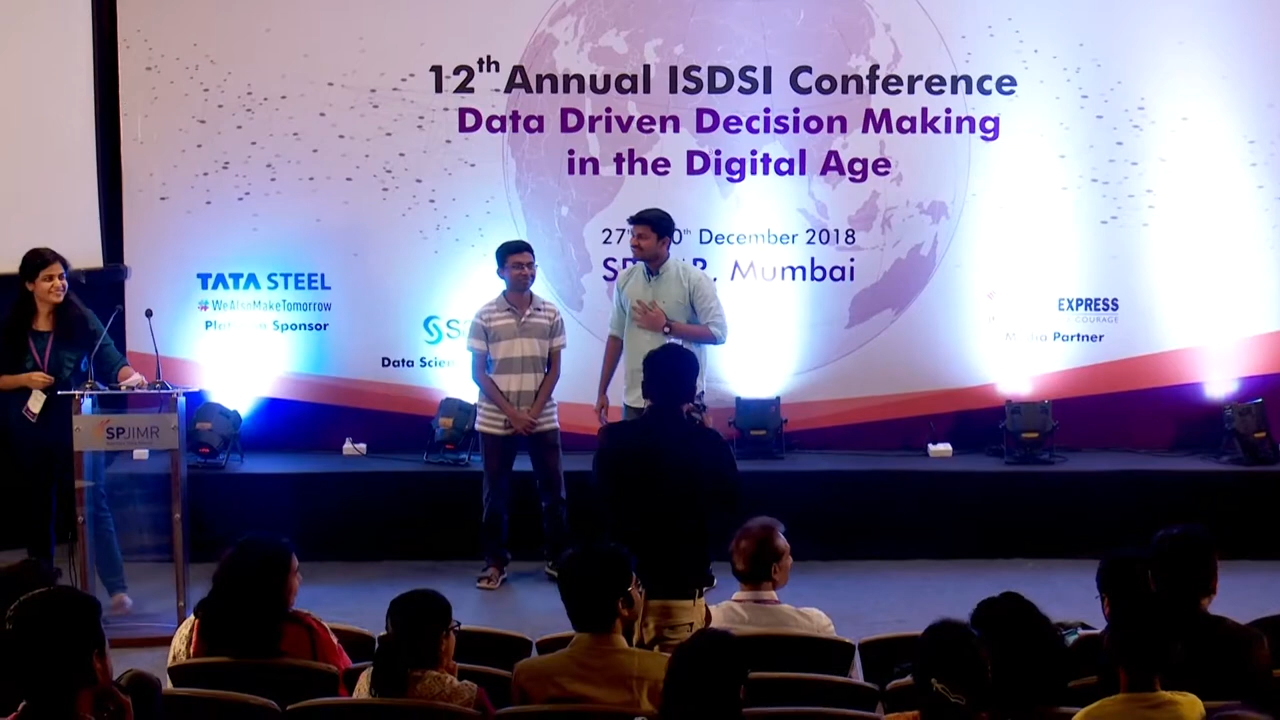 12th Annual ISDSI Conference
Data Driven Decision Making
in the Digital Age
December 2018
Mumbai
TATA STEEL
#WeAlsoMakeTomorrow
Sponsor
Data
EXPRESS
COURAGE
Partner
SPJIMR